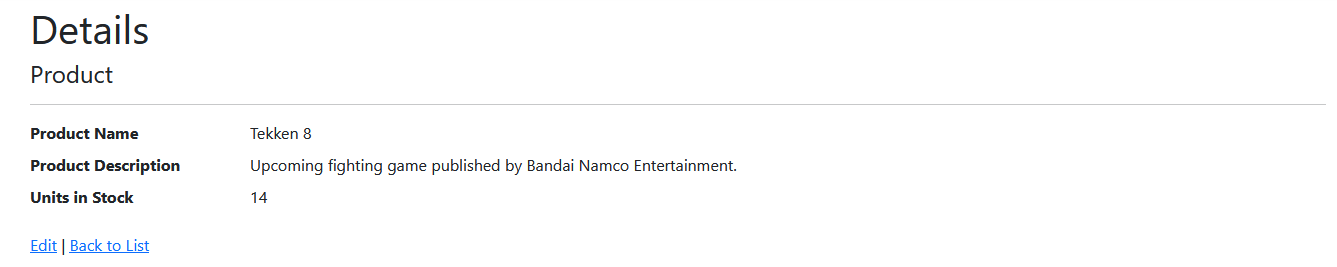 Details
Product
Product Name Tekken 8
Product Description Upcoming fighting game published by Bandai Namco Entertainment.
Units in Stock 14
Edit | Back to List